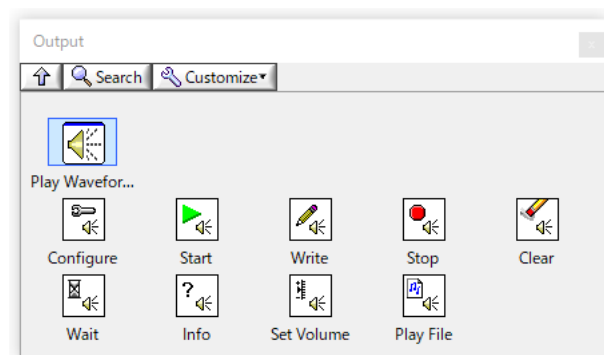 Output
Search Customize
Play Wavefor...
Configure Start Write Stop Clear
Wait Info Set Volume Play File